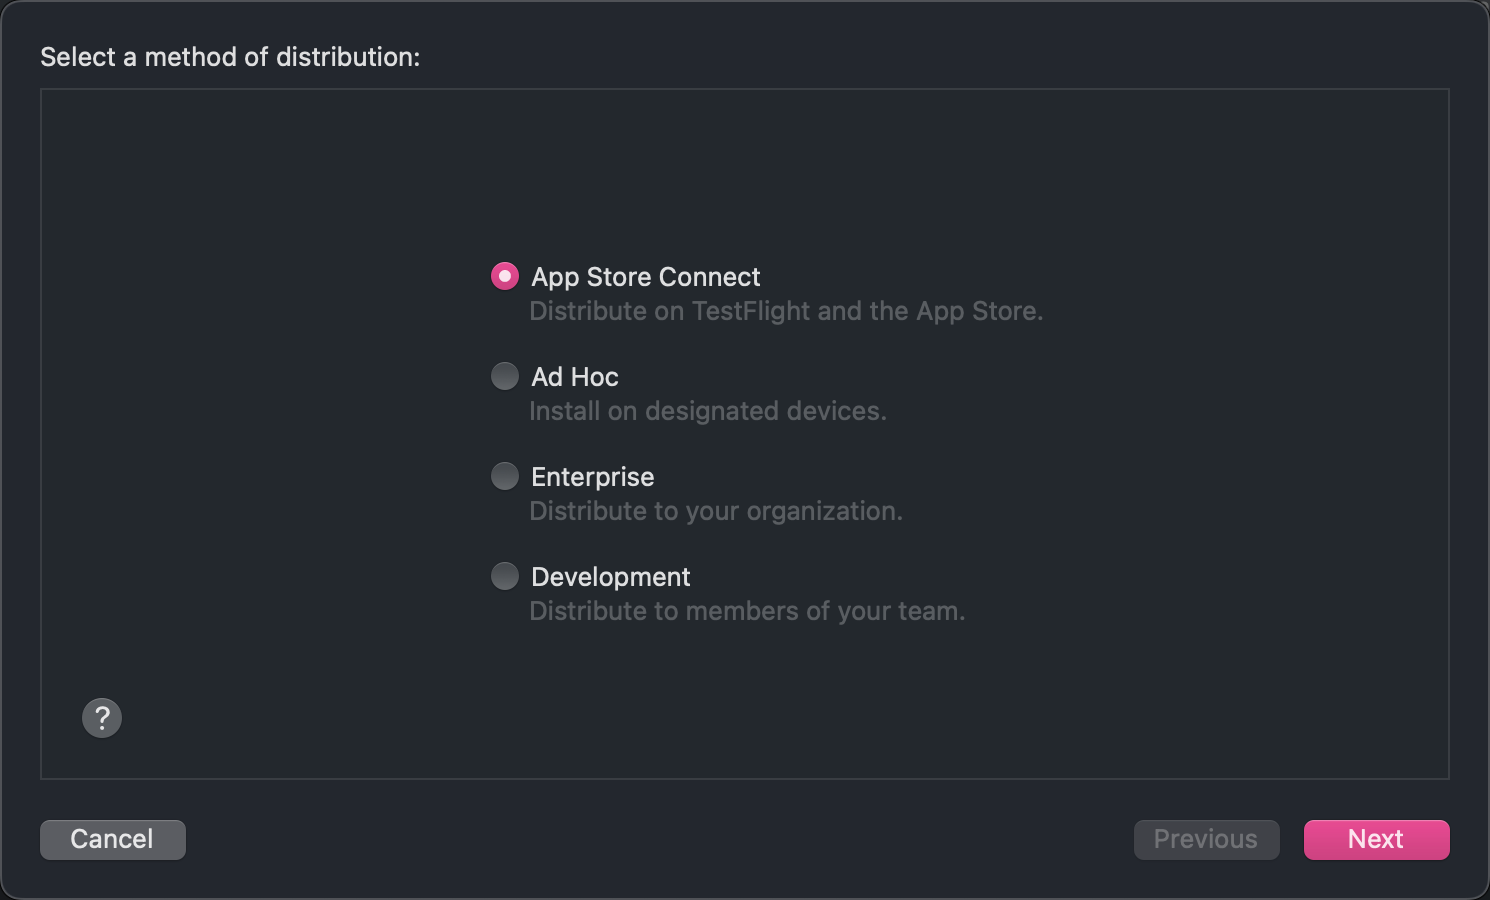 Select a method of distribution:
App Store Connect
Distribute on TestFlight and the App Store.
Ad Hoc
Install on designated devices.
Enterprise
Distribute to your organization.
Development
Distribute to members of your team.
?
Cancel
Previous
Next